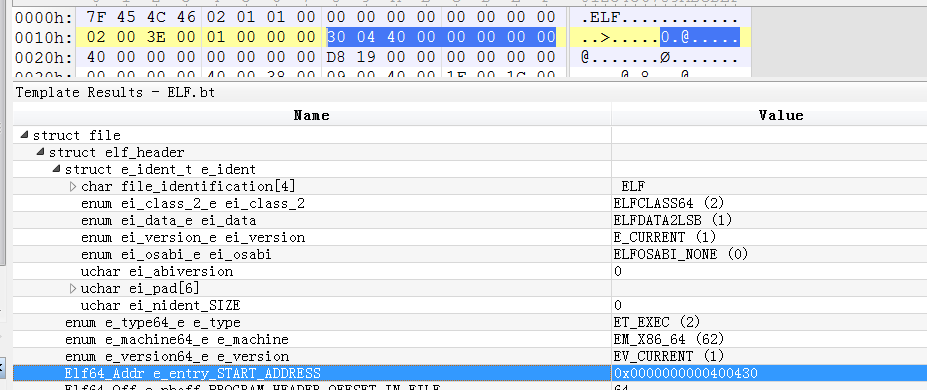 0000h: 7F 45 4C 46 02 01 01 00 00 00 00 00 00 00 00 00 .ELF............
0010h: 02 00 3E 00 01 00 00 00 30 04 40 00 00 00 00 00 ..>.....0.@.....
0020h: 40 00 00 00 00 00 00 00 D8 19 00 00 00 00 00 00 @.......Ø.......
Template Results - ELF.bt
Name Value
struct file
struct elf_header
struct e_ident_t e_ident
char file_identification[4] ELF
enum ei_class_2_e ei_class_2 ELFCLASS64 (2)
enum ei_data_e ei_data ELFDATA2LSB (1)
enum ei_version_e ei_version E_CURRENT (1)
enum ei_osabi_e ei_osabi ELFOSABI_NONE (0)
uchar ei_abiversion 0
uchar ei_pad[6]
uchar ei_nident_SIZE 0
enum e_type64_e e_type ET_EXEC (2)
enum e_machine64_e e_machine EM_X86_64 (62)
enum e_version64_e e_version EV_CURRENT (1)
Elf64_Addr e_entry_START_ADDRESS 0x0000000000400430
Elf64_Off e_phoff_PROGRAM_HEADER_OFFSET_IN_FILE 64